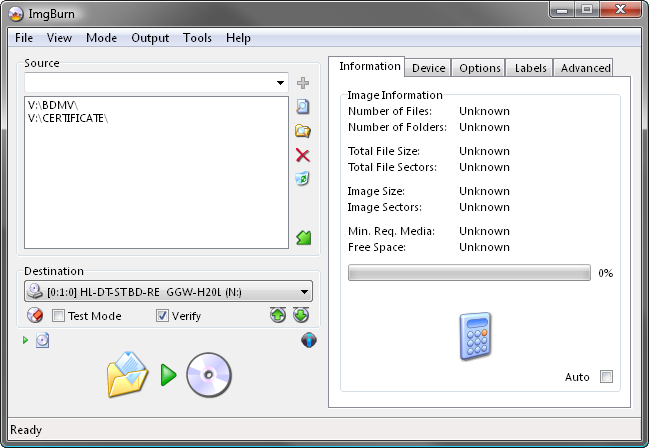 ImgBurn
File View Mode Output Tools Help
Source
V:\BDMV\
V:\CERTIFICATE\
Destination
[0:1:0] HL-DT-STBD-RE GGW-H20L (N:)
Test Mode Verify
Information Device Options Labels Advanced
Image Information
Number of Files: Unknown
Number of Folders: Unknown
Total File Size: Unknown
Total File Sectors: Unknown
Image Size: Unknown
Image Sectors: Unknown
Min. Req. Media: Unknown
Free Space: Unknown
0%
Auto
Ready